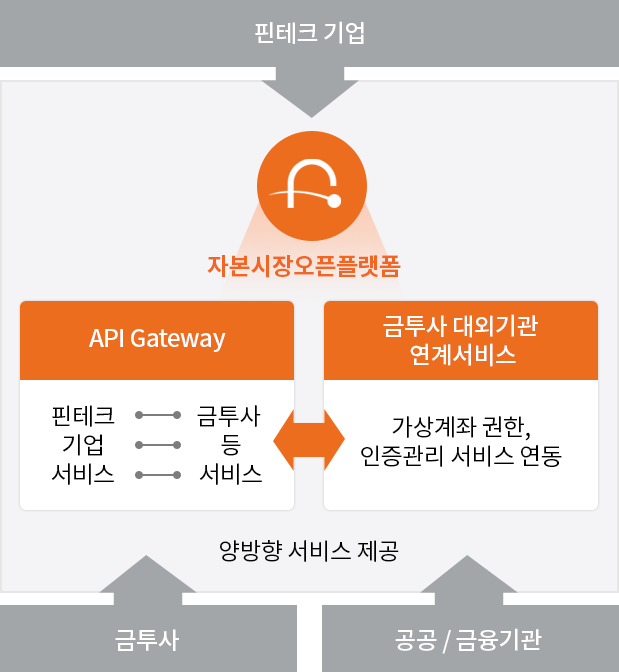 핀테크 기업
자본시장오픈플랫폼
API Gateway
핀테크 금투사
기업 등
서비스 서비스
금투사 대외기관
연계서비스
가상계좌 권한,
인증관리 서비스 연동
양방향 서비스 제공
금투사
공공 / 금융기관